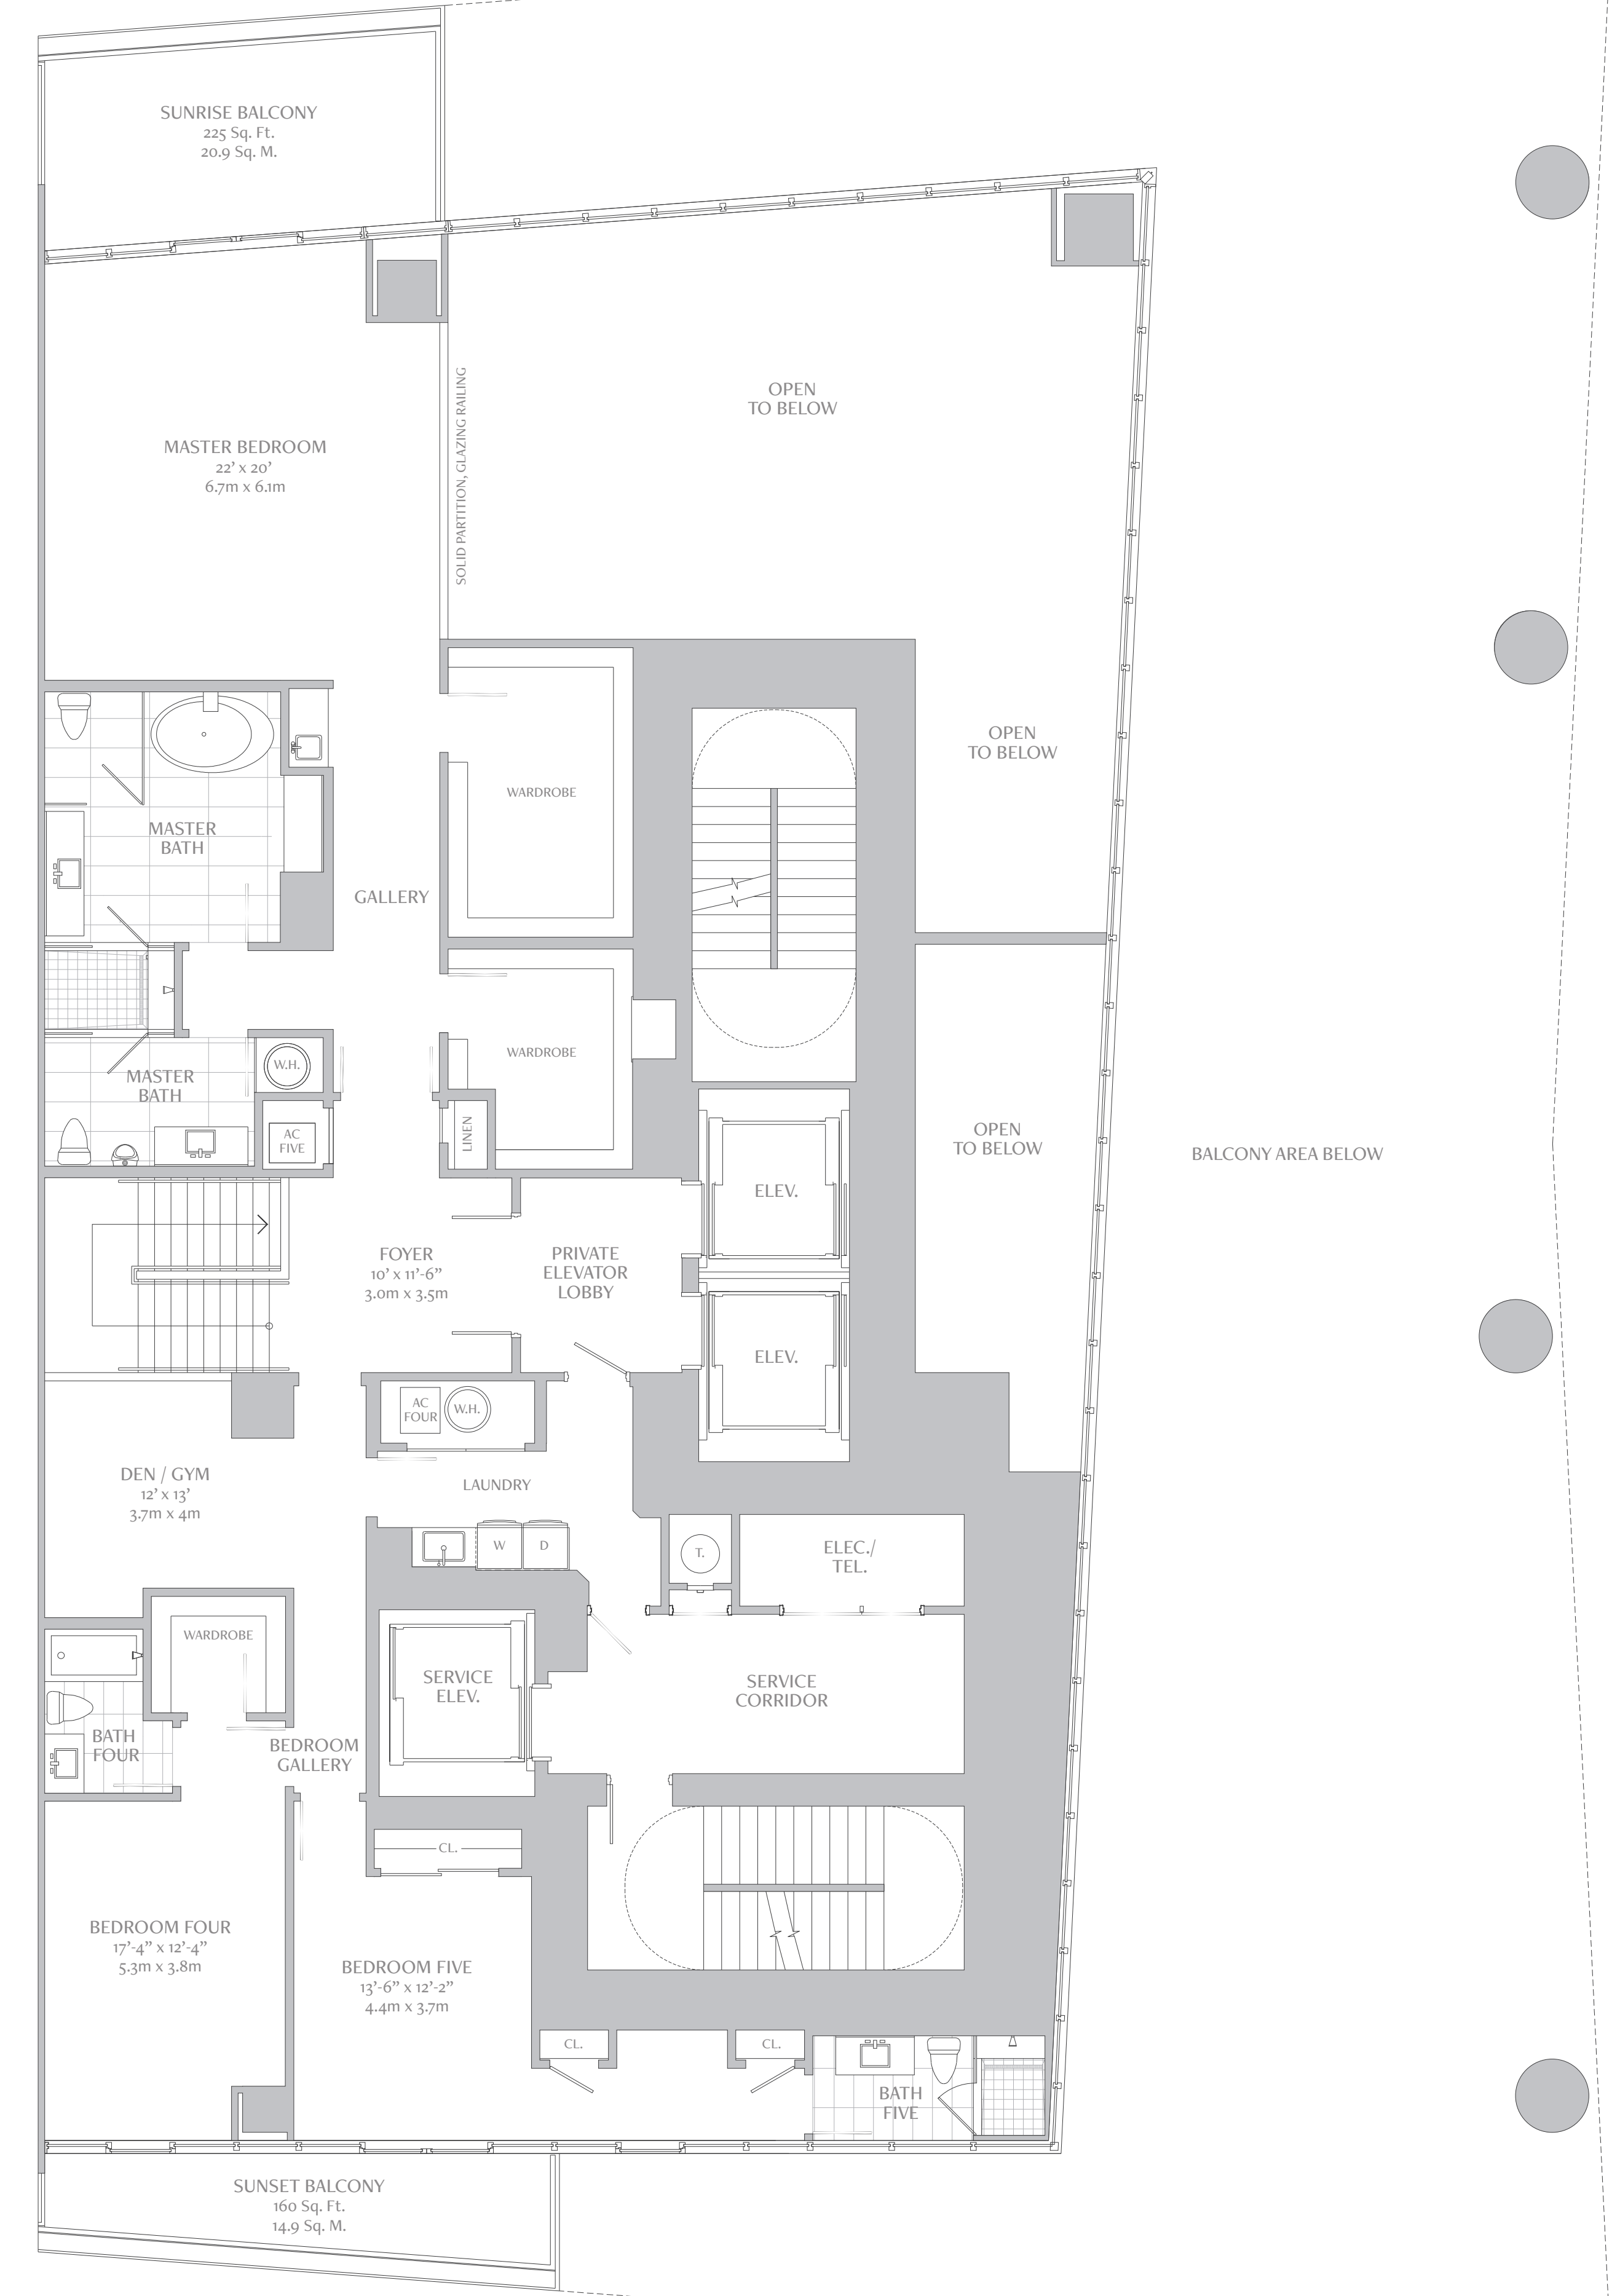 SUNRISE BALCONY
225 Sq. Ft.
20.9 Sq. M.
OPEN
TO BELOW
SOLID PARTITION, GLAZING RAILING
MASTER BEDROOM
22’ x 20’
6.7m x 6.1m
OPEN
TO BELOW
WARDROBE
MASTER
BATH
GALLERY
WARDROBE
W.H.
MASTER
BATH
AC
FIVE
LINEN
OPEN
TO BELOW
BALCONY AREA BELOW
ELEV.
FOYER
10’ x 11’-6”
3.0m x 3.5m
PRIVATE
ELEVATOR
LOBBY
ELEV.
AC
FOUR
W.H.
DEN / GYM
12’ x 13’
3.7m x 4m
LAUNDRY
W
D
T.
ELEC./
TEL.
WARDROBE
SERVICE
ELEV.
SERVICE
CORRIDOR
BATH
FOUR
BEDROOM
GALLERY
CL.
BEDROOM FOUR
17’-4” x 12’-4”
5.3m x 3.8m
BEDROOM FIVE
13’-6” x 12’-2”
4.4m x 3.7m
CL.
CL.
BATH
FIVE
SUNSET BALCONY
160 Sq. Ft.
14.9 Sq. M.